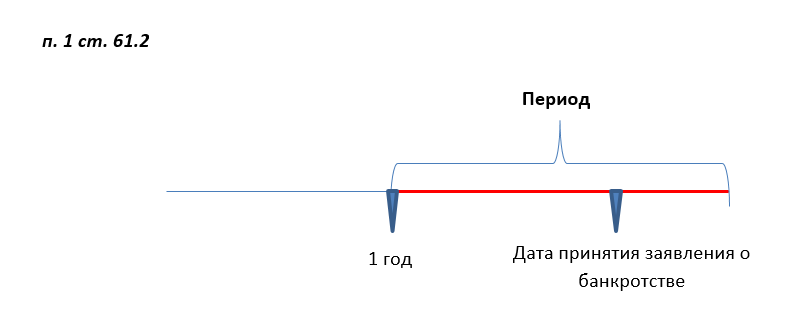 п. 1 ст. 61.2
Период
1 год
Дата принятия заявления о
банкротстве